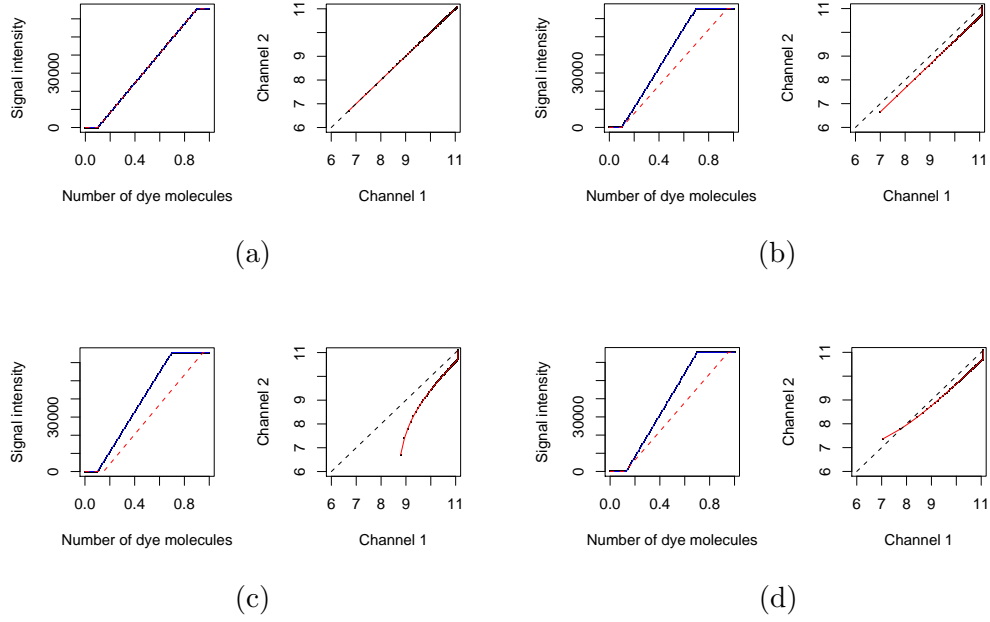 Signal intensity
0 30000
0.0 0.4 0.8
Number of dye molecules
Channel 2
6 7 8 9 11
6 7 8 9 11
Channel 1
(a)
Signal intensity
0 30000
0.0 0.4 0.8
Number of dye molecules
Channel 2
6 7 8 9 11
6 7 8 9 11
Channel 1
(b)
Signal intensity
0 30000
0.0 0.4 0.8
Number of dye molecules
Channel 2
6 7 8 9 11
6 7 8 9 11
Channel 1
(c)
Signal intensity
0 30000
0.0 0.4 0.8
Number of dye molecules
Channel 2
6 7 8 9 11
6 7 8 9 11
Channel 1
(d)